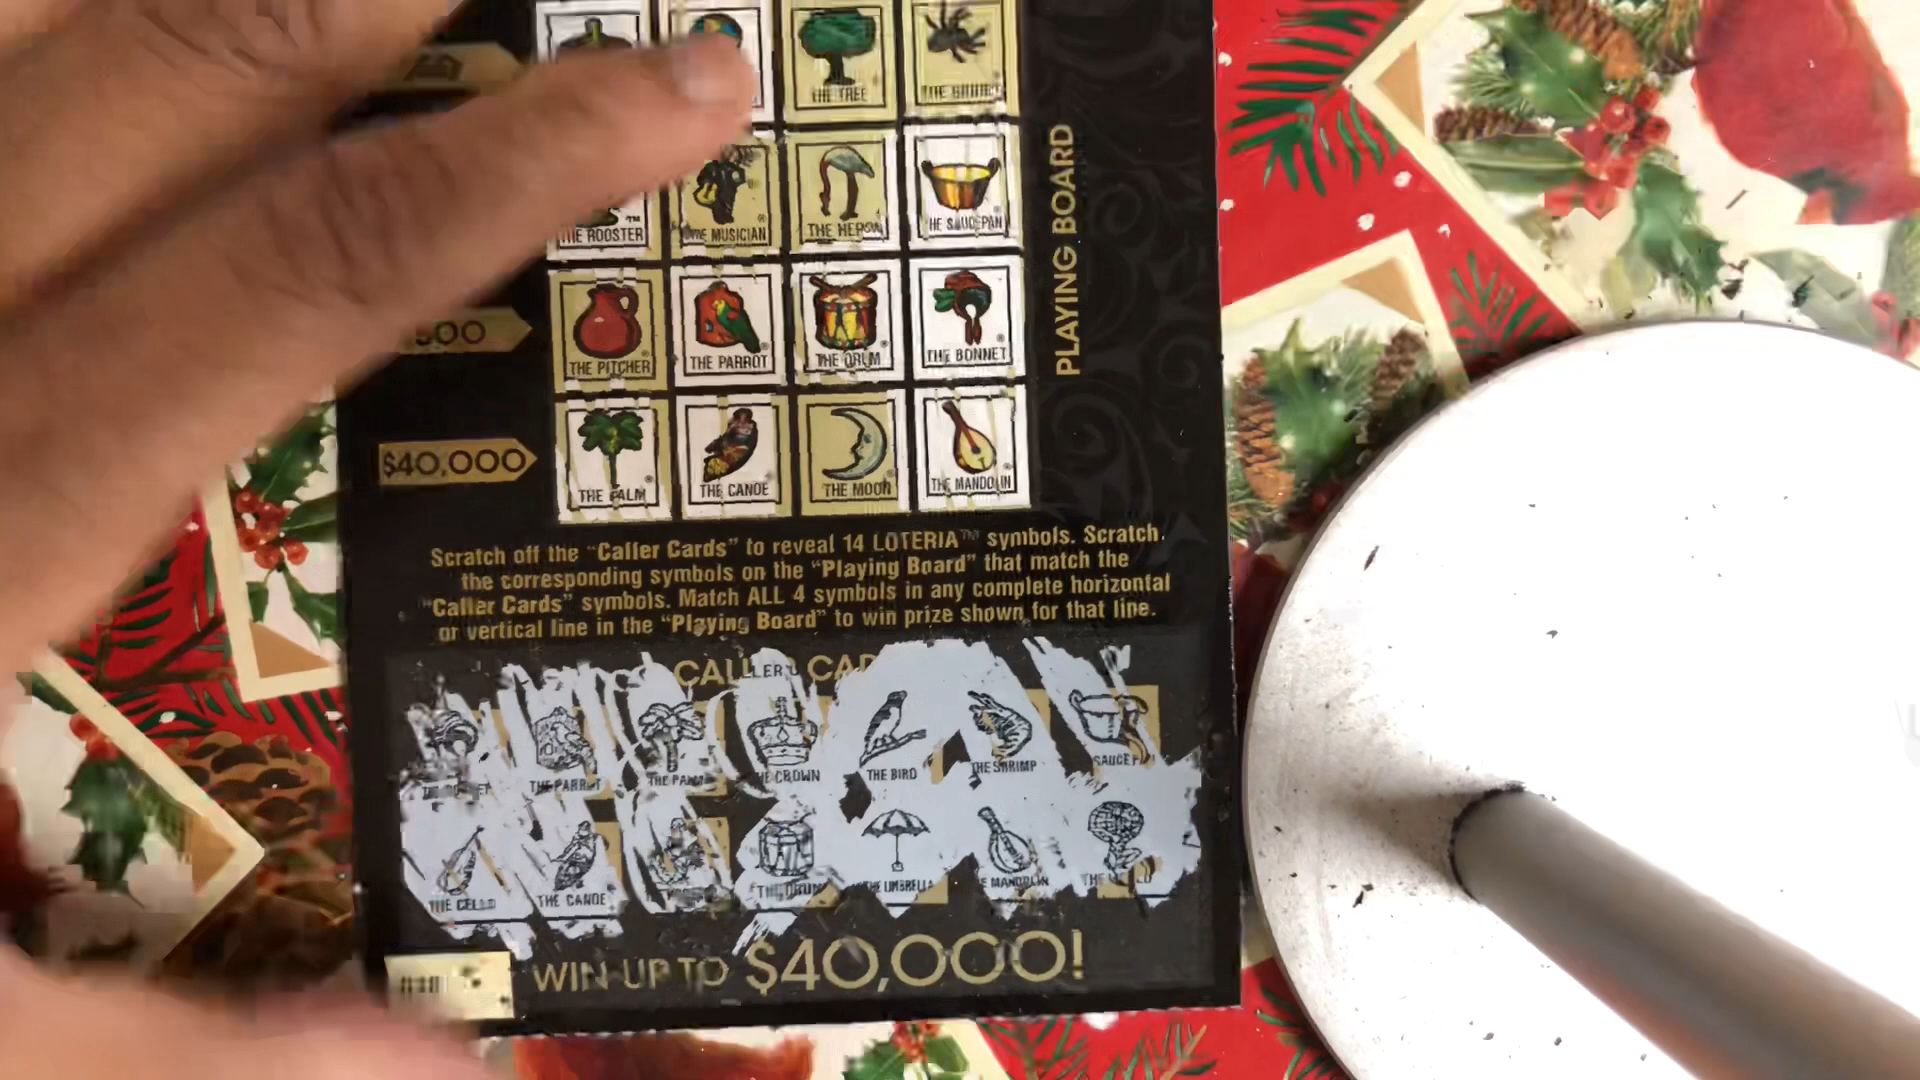 THE TREE
THE ROOSTER
THE MUSICIAN
THE HERON
THE SAUCEPAN
500
THE PITCHER
THE PARROT
THE DRUM
THE BONNET
$40,000
THE PALM
THE CANOE
THE MOON
THE MANDOLIN
PLAYING BOARD
Scratch off the "Caller Cards" to reveal 14 LOTERIA™ symbols. Scratch
the corresponding symbols on the "Playing Board" that match the
"Caller Cards" symbols. Match ALL 4 symbols in any complete horizontal
or vertical line in the "Playing Board" to win prize shown for that line.
CALLER CAR
THE PARROT
THE PALM
THE CROWN
THE BIRD
THE SHRIMP
SAUCEP
THE CELLO
THE CANOE
THE DRUM
THE UMBRELLA
E MANDOLIN
WIN UP TO $40,000!